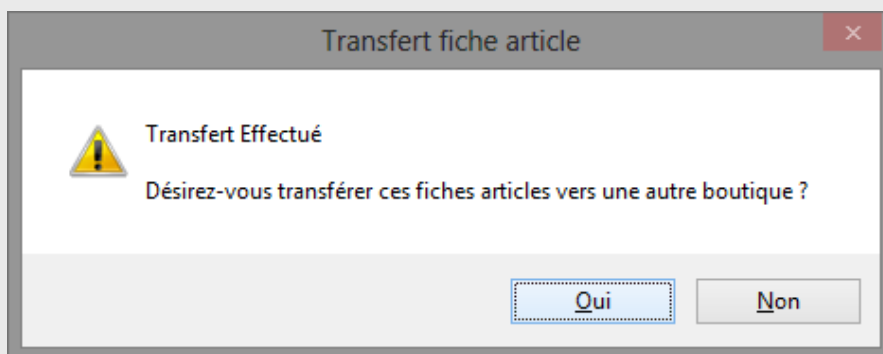 Transfert fiche article
Transfert Effectué
Désirez-vous transférer ces fiches articles vers une autre boutique ?
Oui
Non